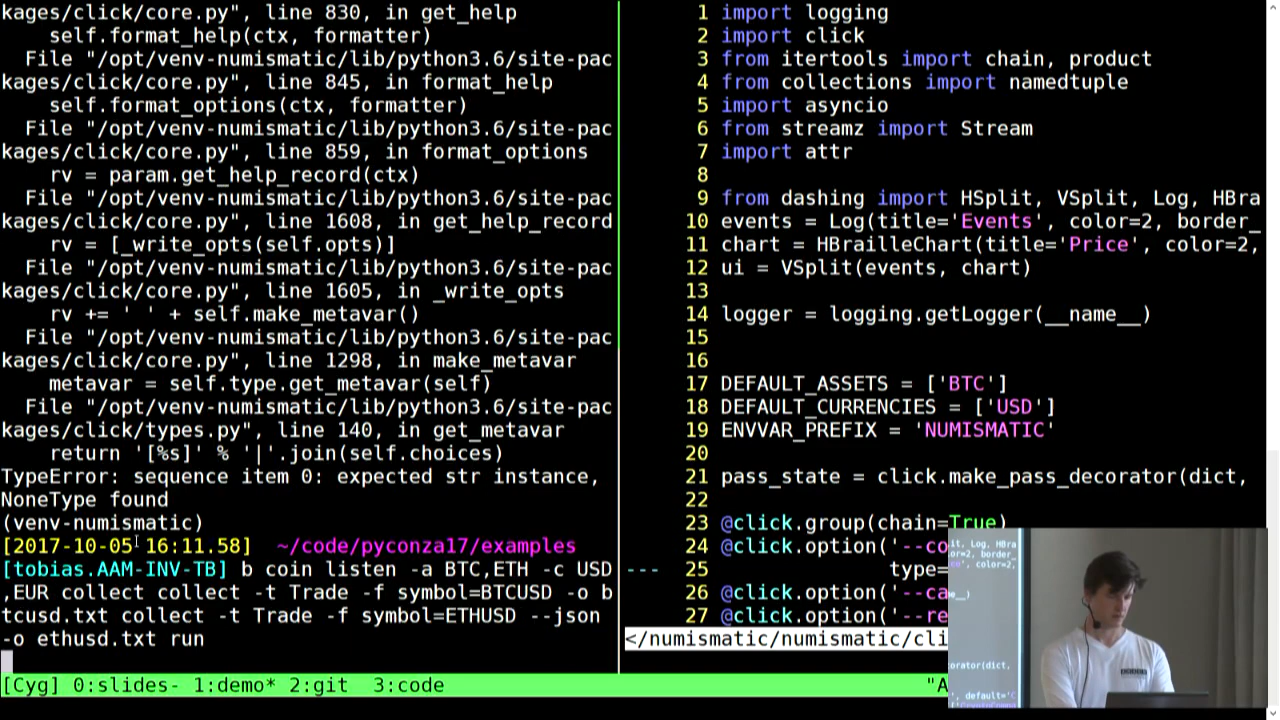 kages/click/core.py", line 830, in get_help
self.format_help(ctx, formatter)
File "/opt/venv-numismatic/lib/python3.6/site-pac
kages/click/core.py", line 845, in format_help
self.format_options(ctx, formatter)
File "/opt/venv-numismatic/lib/python3.6/site-pac
kages/click/core.py", line 859, in format_options
rv = param.get_help_record(ctx)
File "/opt/venv-numismatic/lib/python3.6/site-pac
kages/click/core.py", line 1608, in get_help_record
rv = [_write_opts(self.opts)]
File "/opt/venv-numismatic/lib/python3.6/site-pac
kages/click/core.py", line 1605, in _write_opts
rv += ' ' + self.make_metavar()
File "/opt/venv-numismatic/lib/python3.6/site-pac
kages/click/core.py", line 1298, in make_metavar
metavar = self.type.get_metavar(self)
File "/opt/venv-numismatic/lib/python3.6/site-pac
kages/click/types.py", line 140, in get_metavar
return '[%s]' % '|'.join(self.choices)
TypeError: sequence item 0: expected str instance,
NoneType found
(venv-numismatic)
[2017-10-05 16:11.58] ~/code/pyconza17/examples
[tobias.AAM-INV-TB] b coin listen -a BTC,ETH -c USD
,EUR collect collect -t Trade -f symbol=BTCUSD -o b
tcusd.txt collect -t Trade -f symbol=ETHUSD --json
-o ethusd.txt run
1 import logging
2 import click
3 from itertools import chain, product
4 from collections import namedtuple
5 import asyncio
6 from streamz import Stream
7 import attr
8
9 from dashing import HSplit, VSplit, Log, HBra
10 events = Log(title='Events', color=2, border_
11 chart = HBrailleChart(title='Price', color=2,
12 ui = VSplit(events, chart)
13
14 logger = logging.getLogger(__name__)
15
16
17 DEFAULT_ASSETS = ['BTC']
18 DEFAULT_CURRENCIES = ['USD']
19 ENVVAR_PREFIX = 'NUMISMATIC'
20
21 pass_state = click.make_pass_decorator(dict,
22
23 @click.group(chain=True)
24 @click.option('--co
--- 25 type=
26 @click.option('--ca
27 @click.option('--re
</numismatic/numismatic/cli
[Cyg] 0:slides- 1:demo* 2:git 3:code "A